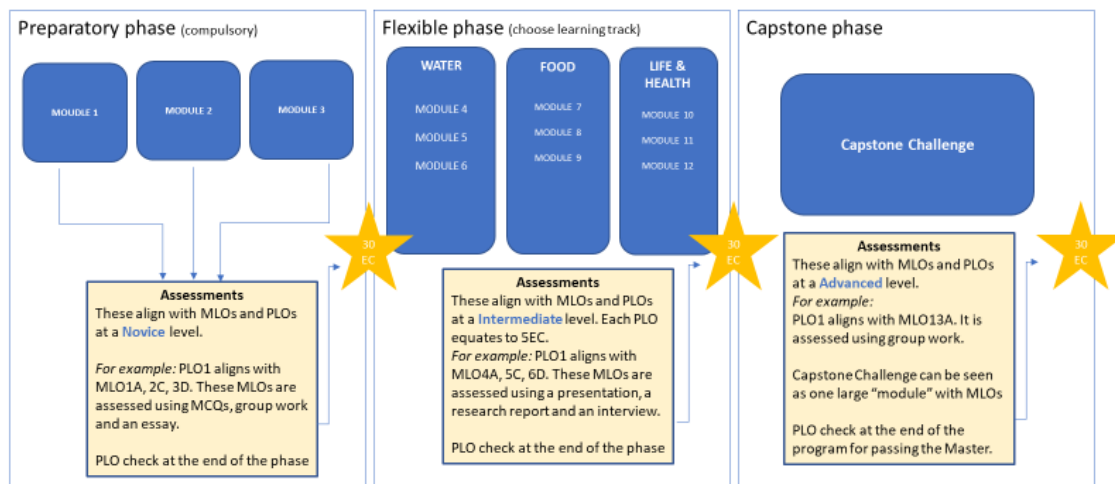 Preparatory phase (compulsory)
MOUDLE 1
MODULE 2
MODULE 3
30
EC
Assessments
These align with MLOs and PLOs
at a Novice level.
For example: PLO1 aligns with
MLO1A, 2C, 3D. These MLOs are
assessed using MCQs, group work
and an essay.
PLO check at the end of the phase
Flexible phase (choose learning track)
WATER
MODULE 4
MODULE 5
MODULE 6
FOOD
MODULE 7
MODULE 8
MODULE 9
LIFE &
HEALTH
MODULE 10
MODULE 11
MODULE 12
30
EC
Assessments
These align with MLOs and PLOs
at a Intermediate level. Each PLO
equates to 5EC.
For example: PLO1 aligns with
MLO4A, 5C, 6D. These MLOs are
assessed using a presentation, a
research report and an interview.
PLO check at the end of the phase
Capstone phase
Capstone Challenge
30
EC
Assessments
These align with MLOs and PLOs
at a Advanced level.
For example:
PLO1 aligns with MLO13A. It is
assessed using group work.
Capstone Challenge can be seen
as one large “module” with MLOs
PLO check at the end of the
program for passing the Master.